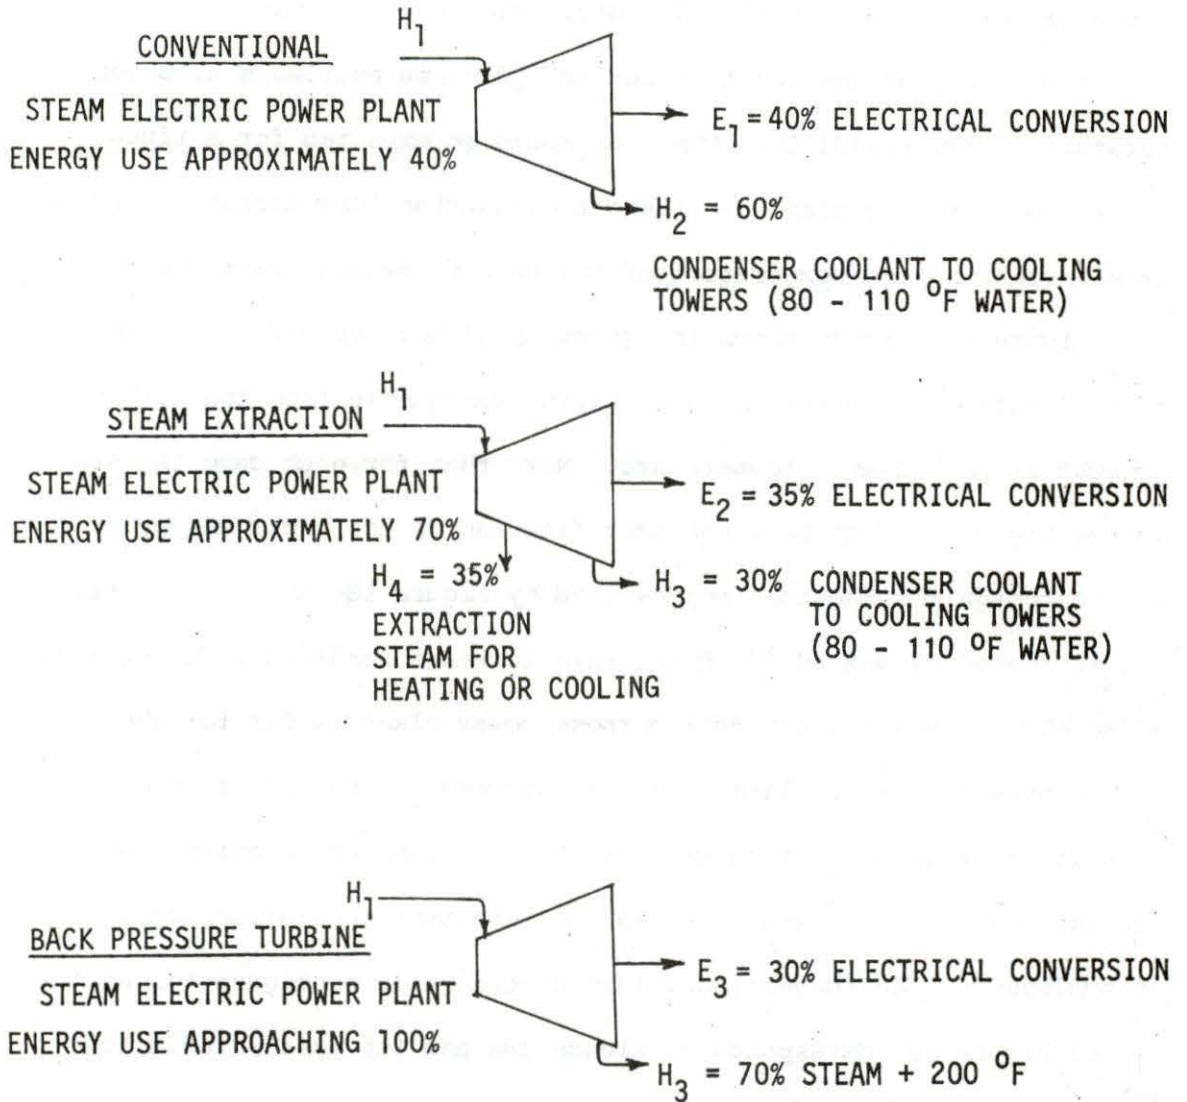 H1
CONVENTIONAL
STEAM ELECTRIC POWER PLANT
ENERGY USE APPROXIMATELY 40%
E1 = 40% ELECTRICAL CONVERSION
H2 = 60%
CONDENSER COOLANT TO COOLING
TOWERS (80 - 110 °F WATER)
H1
STEAM EXTRACTION
STEAM ELECTRIC POWER PLANT
ENERGY USE APPROXIMATELY 70%
E2 = 35% ELECTRICAL CONVERSION
H4 = 35%
EXTRACTION
STEAM FOR
HEATING OR COOLING
H3 = 30% CONDENSER COOLANT
TO COOLING TOWERS
(80 - 110 °F WATER)
H1
BACK PRESSURE TURBINE
STEAM ELECTRIC POWER PLANT
ENERGY USE APPROACHING 100%
E3 = 30% ELECTRICAL CONVERSION
H3 = 70% STEAM + 200 °F